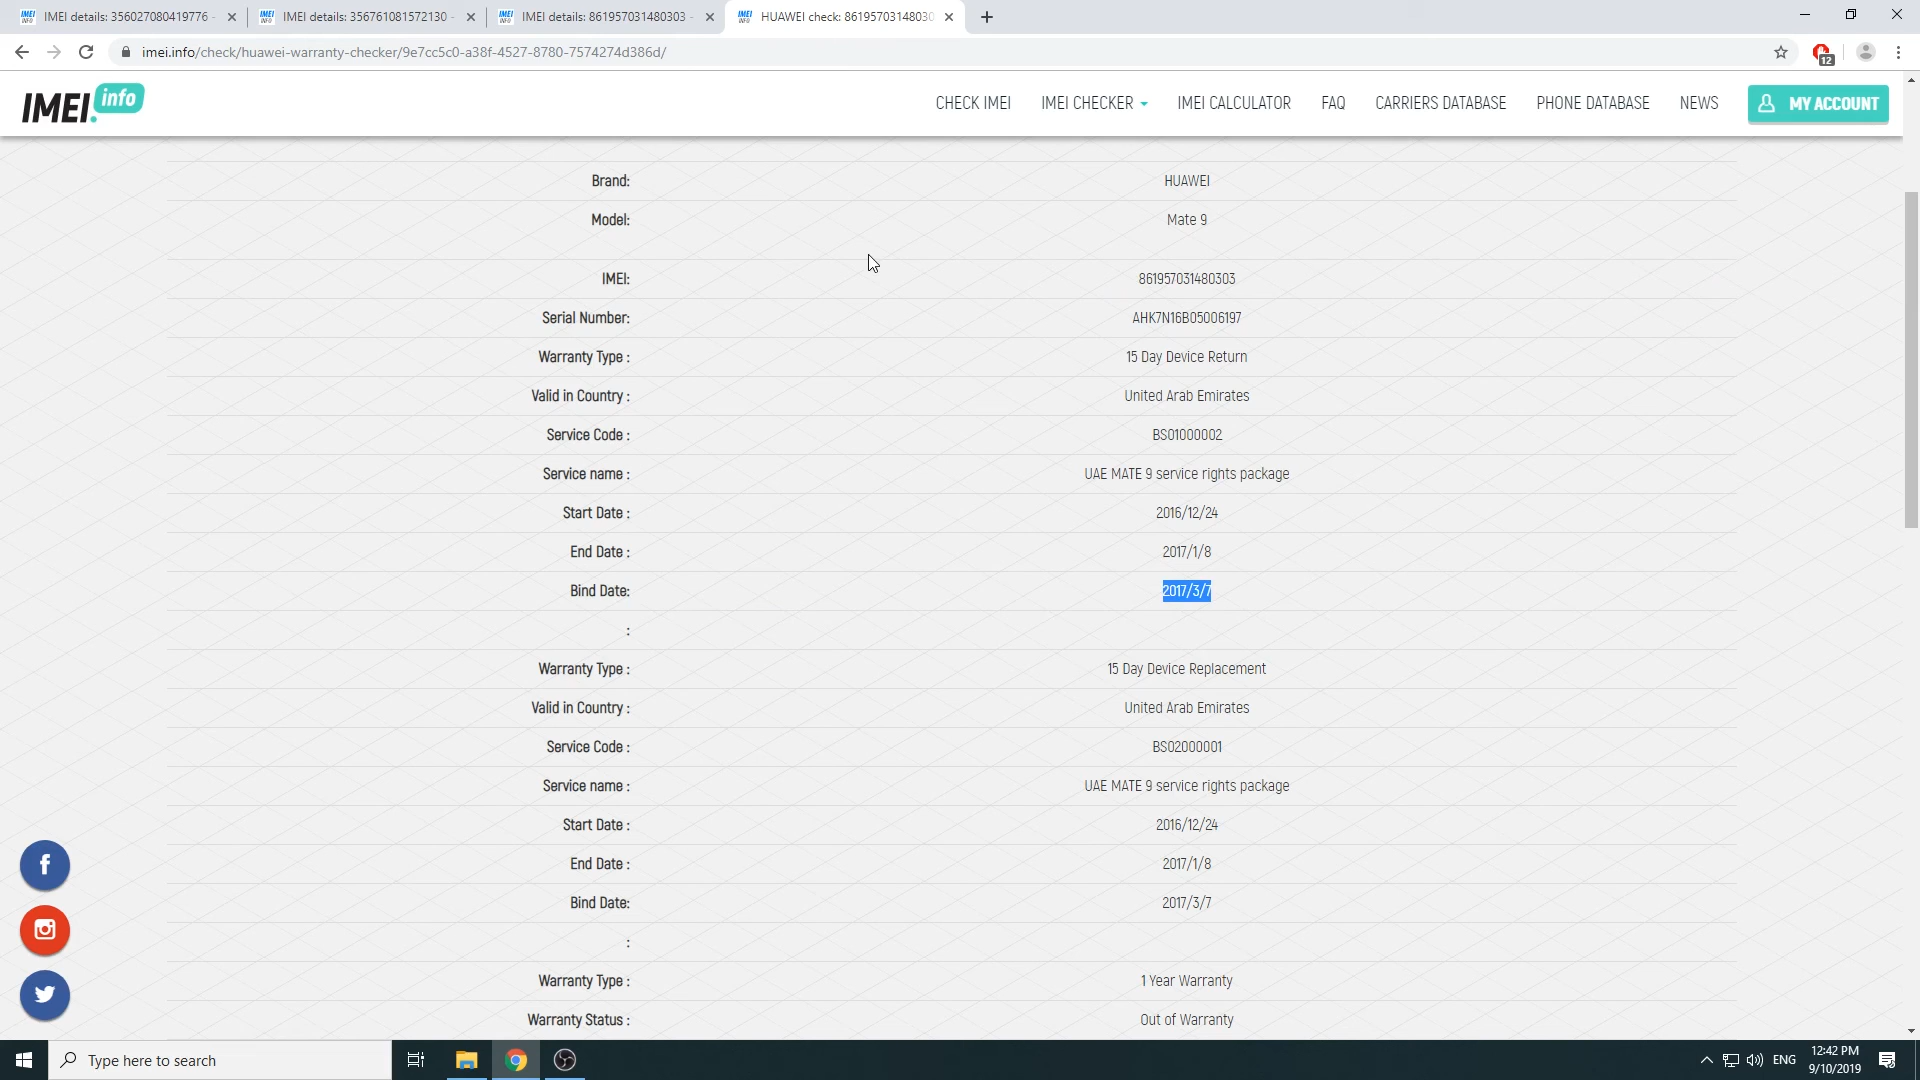 IMEI details: 356027080419776 -
IMEI details: 356761081572130 -
IMEI details: 861957031480303 -
HUAWEI check: 86195703148030
imei.info/check/huawei-warranty-checker/9e7cc5c0-a38f-4527-8780-7574274d386d/
12
IMEI.info
CHECK IMEI
IMEI CHECKER
IMEI CALCULATOR
FAQ
CARRIERS DATABASE
PHONE DATABASE
NEWS
MY ACCOUNT
Brand: HUAWEI
Model: Mate 9
IMEI: 861957031480303
Serial Number: AHK7N16B05006197
Warranty Type : 15 Day Device Return
Valid in Country : United Arab Emirates
Service Code : BS01000002
Service name : UAE MATE 9 service rights package
Start Date : 2016/12/24
End Date : 2017/1/8
Bind Date: 2017/3/7
:
Warranty Type : 15 Day Device Replacement
Valid in Country : United Arab Emirates
Service Code : BS02000001
Service name : UAE MATE 9 service rights package
Start Date : 2016/12/24
End Date : 2017/1/8
Bind Date: 2017/3/7
:
Warranty Type : 1 Year Warranty
Warranty Status : Out of Warranty
Type here to search
ENG
12:42 PM
9/10/2019